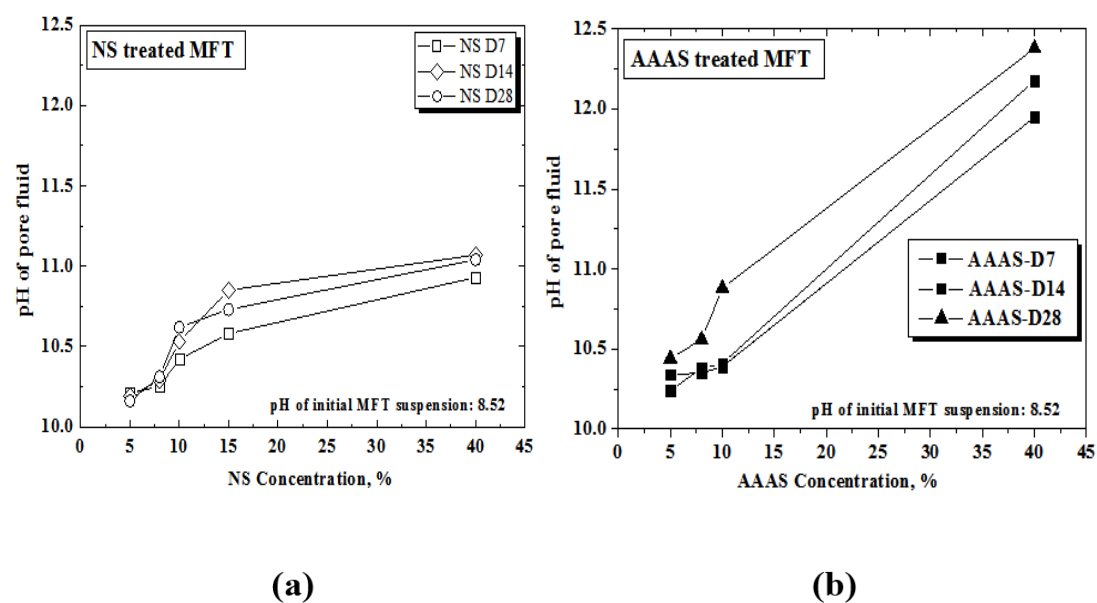 NS treated MFT
NS D7
NS D14
NS D28
12.5
12.0
11.5
11.0
10.5
10.0
pH of pore fluid
pH of initial MFT suspension: 8.52
0 5 10 15 20 25 30 35 40 45
NS Concentration, %
(a)
AAAS treated MFT
12.5
12.0
11.5
11.0
10.5
10.0
pH of pore fluid
AAAS-D7
AAAS-D14
AAAS-D28
pH of initial MFT suspension: 8.52
0 5 10 15 20 25 30 35 40 45
AAAS Concentration, %
(b)